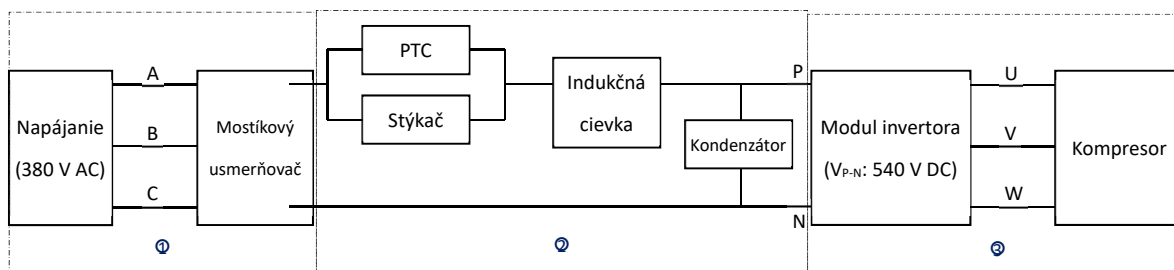 Napájanie
(380 V AC)
A
B
C
Mostíkový
usmerňovač
①
PTC
Stýkač
Indukčná
cievka
Kondenzátor
P
N
②
Modul invertora
(VP-N: 540 V DC)
U
V
W
Kompresor
③